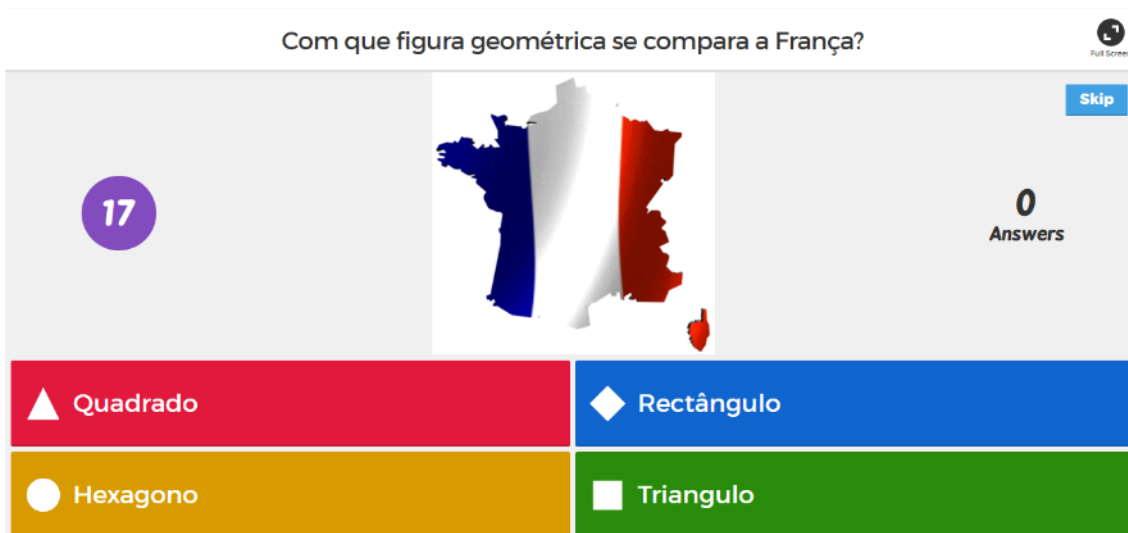 Com que figura geométrica se compara a França?
Full Screen
Skip
17
0
Answers
Quadrado
Rectângulo
Hexagono
Triangulo